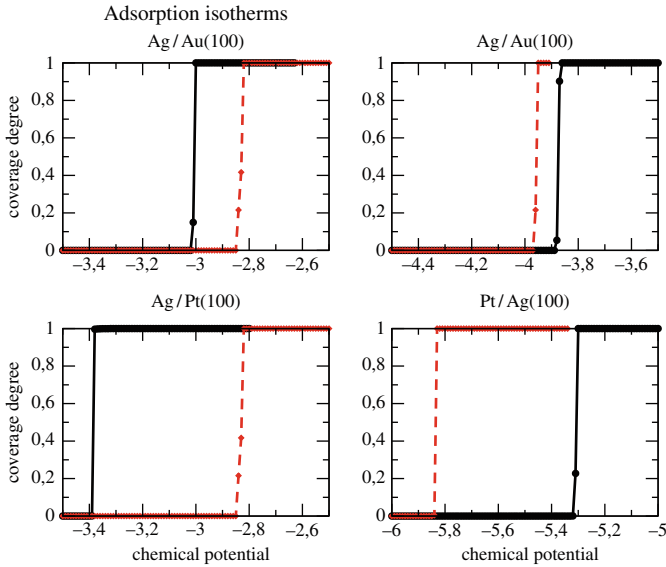 Adsorption isotherms
Ag/Au(100)
Ag/Au(100)
coverage degree
1
0,8
0,6
0,4
0,2
0
−3,4 −3,2 −3 −2,8 −2,6
1
0,8
0,6
0,4
0,2
0
−4,4 −4,2 −4 −3,8 −3,6
Ag/Pt(100)
Pt/Ag(100)
coverage degree
1
0,8
0,6
0,4
0,2
0
−3,4 −3,2 −3 −2,8 −2,6
chemical potential
1
0,8
0,6
0,4
0,2
0
−6 −5,8 −5,6 −5,4 −5,2 −5
chemical potential